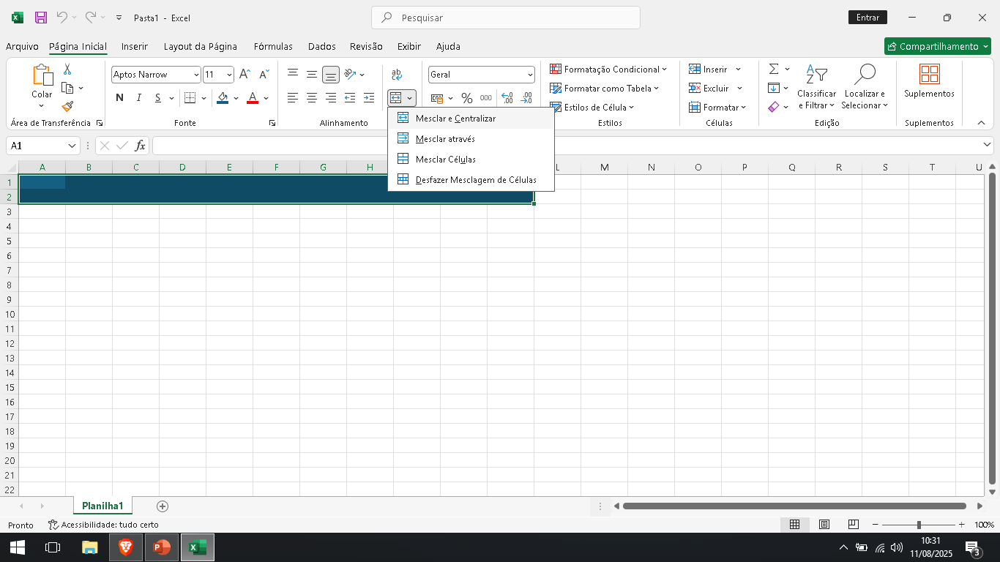 Pasta1 - Excel
Pesquisar
Entrar
Arquivo Página Inicial Inserir Layout da Página Fórmulas Dados Revisão Exibir Ajuda
Compartilhamento
Colar
Área de Transferência
Aptos Narrow 11
N I S
Fonte
ab
Alinhamento
Geral
% 000
Formatação Condicional
Formatar como Tabela
Estilos de Célula
Estilos
Inserir
Excluir
Formatar
Células
Classificar e Filtrar
Localizar e Selecionar
Edição
Suplementos
Suplementos
Mesclar e Centralizar
Mesclar através
Mesclar Células
Desfazer Mesclagem de Células
A1
fx
A B C D E F G H L M N O P Q R S T U
1
2
3
4
5
6
7
8
9
10
11
12
13
14
15
16
17
18
19
20
21
22
Planilha1
Pronto
Acessibilidade: tudo certo
100%
10:31
11/08/2025
3